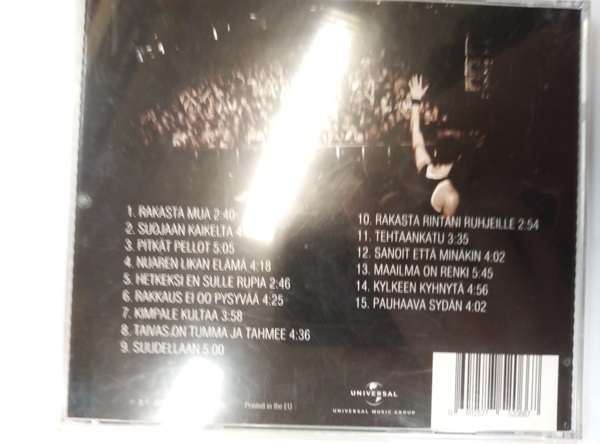 1. RAKASTA MUA 2:40
2. SUOJAAN KAIKELTA
3. PITKÄT PELLOT 5:05
4. NUAREN LIKAN ELÄMÄ 4:18
5. HETKEKSI EN SULLE RUPIA 2:46
6. RAKKAUS EI OO PYSYVÄÄ 4:25
7. KIMPALE KULTAA 3:58
8. TAIVAS ON TUMMA JA TAHMEE 4:36
9. SUUDELLAAN 5:00
10. RAKASTA RINTANI RUHJEILLE 2:54
11. TEHTAANKATU 3:35
12. SANOIT ETTÄ MINÄKIN 4:02
13. MAAILMA ON RENKI 5:45
14. KYLKEEN KYHNYTÄ 4:56
15. PAUHAAVA SYDÄN 4:02
Printed in the EU
UNIVERSAL
UNIVERSAL MUSIC GROUP